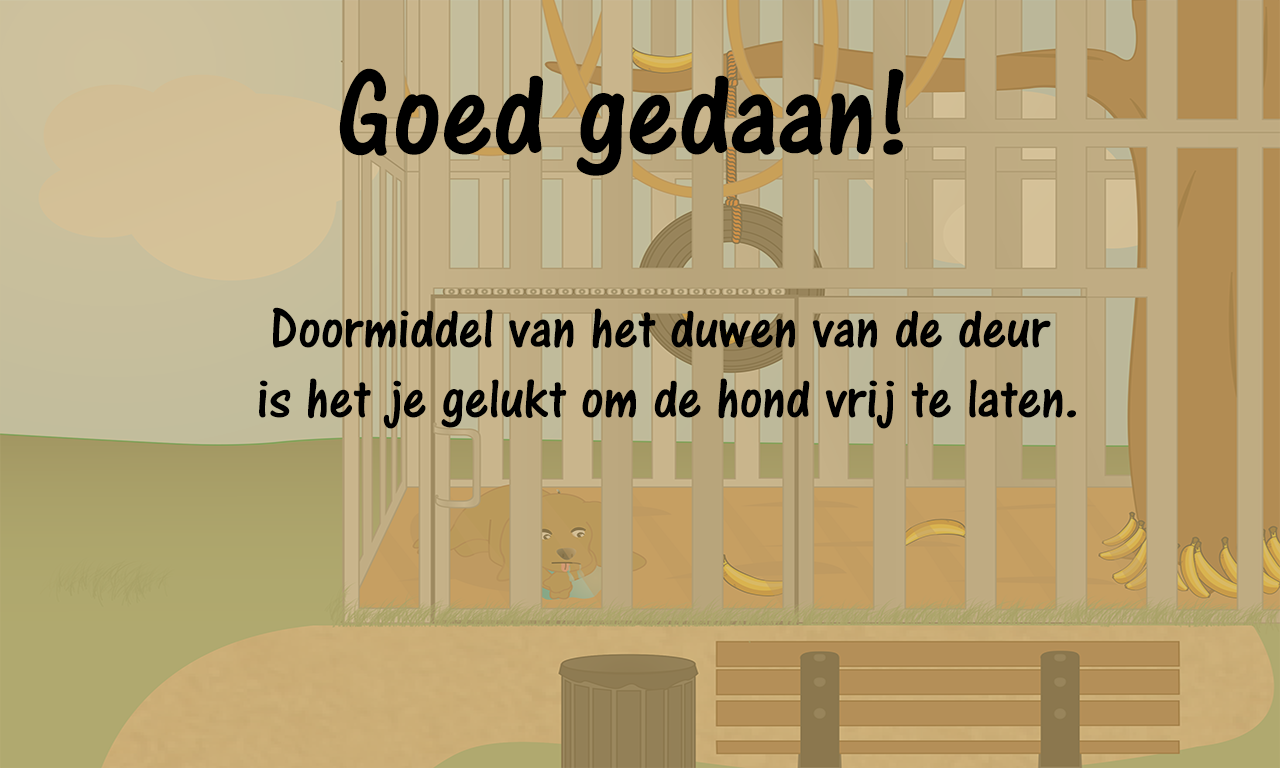 Goed gedaan!
Doormiddel van het duwen van de deur
is het je gelukt om de hond vrij te laten.